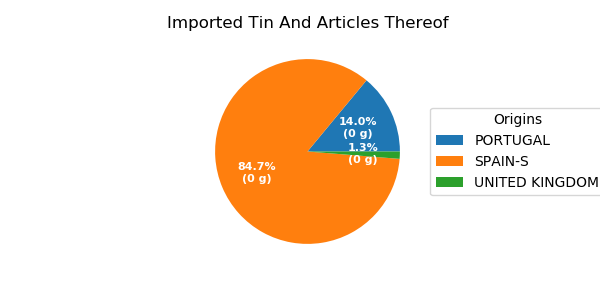 Imported Tin And Articles Thereof
14.0%
(0 g)
1.3%
(0 g)
84.7%
(0 g)
Origins
PORTUGAL
SPAIN-S
UNITED KINGDOM